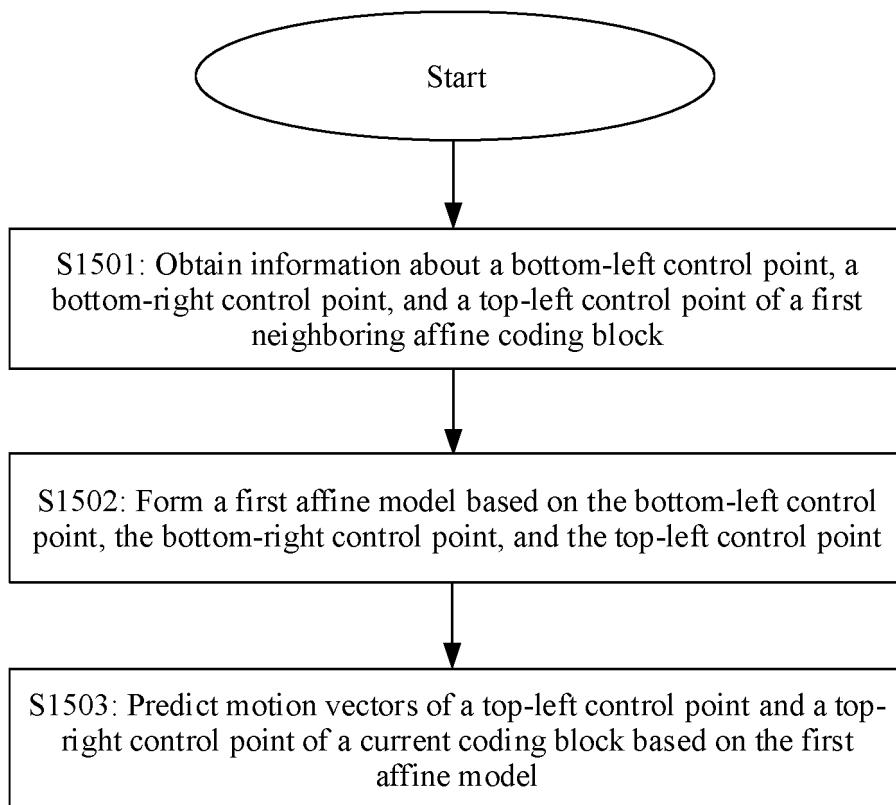 Start
S1501: Obtain information about a bottom-left control point, a
bottom-right control point, and a top-left control point of a first
neighboring affine coding block
S1502: Form a first affine model based on the bottom-left control
point, the bottom-right control point, and the top-left control point
S1503: Predict motion vectors of a top-left control point and a top-
right control point of a current coding block based on the first
affine model